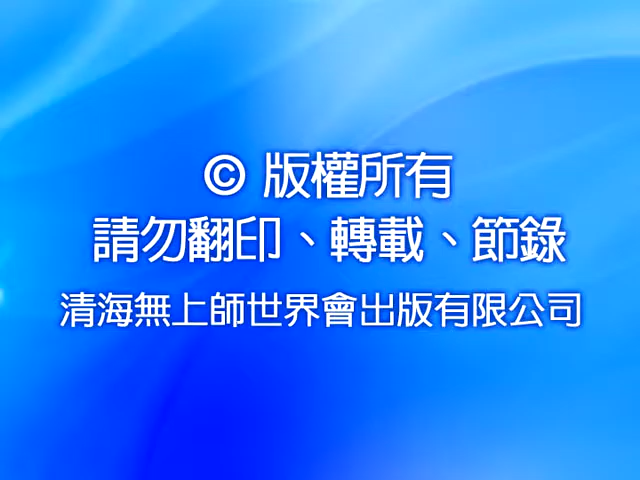 © 版權所有
請勿翻印、轉載、節錄
清海無上師世界會出版有限公司